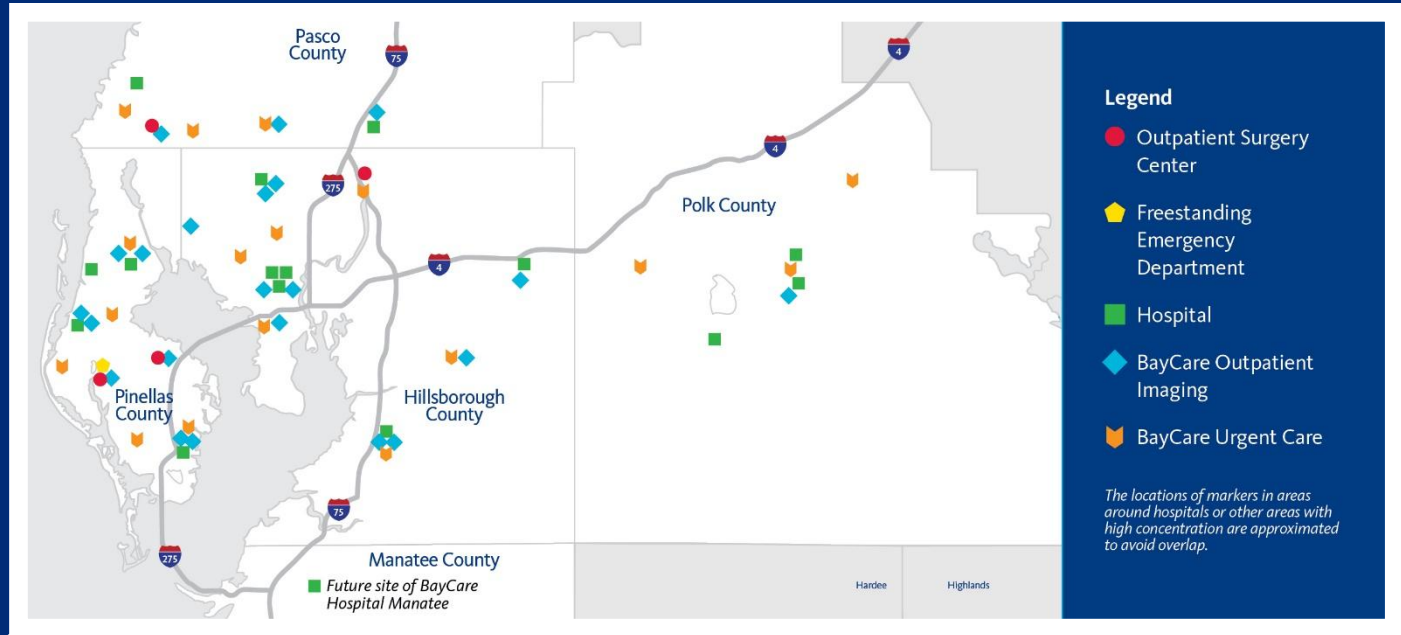 Pasco
County
75
4
4
275
Polk County
4
Pinellas
County
Hillsborough
County
75
275
Manatee County
Future site of BayCare
Hospital Manatee
Hardee
Highlands
Legend
Outpatient Surgery
Center
Freestanding
Emergency
Department
Hospital
BayCare Outpatient
Imaging
BayCare Urgent Care
The locations of markers in areas
around hospitals or other areas with
high concentration are approximated
to avoid overlap.